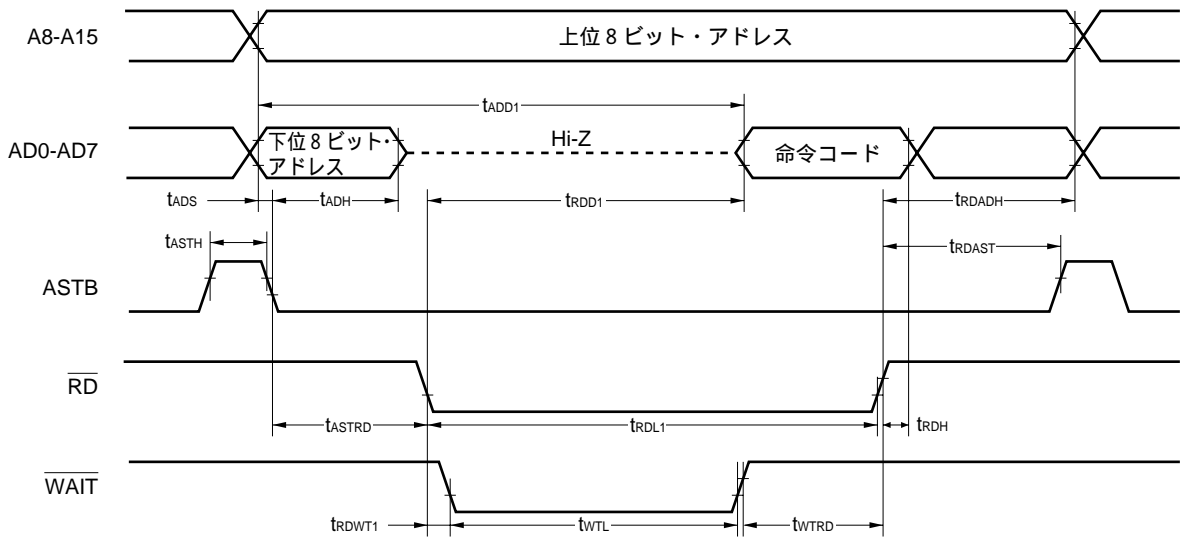 A8-A15
上位8ビット・アドレス
tADD1
AD0-AD7
下位8ビット・
アドレス
Hi-Z
命令コード
tADS
tADH
tRDD1
tRDADH
tASTH
tRDAST
ASTB
RD
tASTRD
tRDL1
tRDH
WAIT
tRDWT1
tWTL
tWTRD